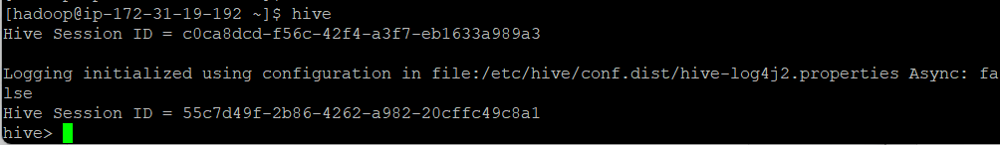 [hadoop@ip-172-31-19-192 ~]$ hive
Hive Session ID = c0ca8dcd-f56c-42f4-a3f7-eb1633a989a3
Logging initialized using configuration in file:/etc/hive/conf.dist/hive-log4j2.properties Async: fa
lse
Hive Session ID = 55c7d49f-2b86-4262-a982-20cffc49c8a1
hive>